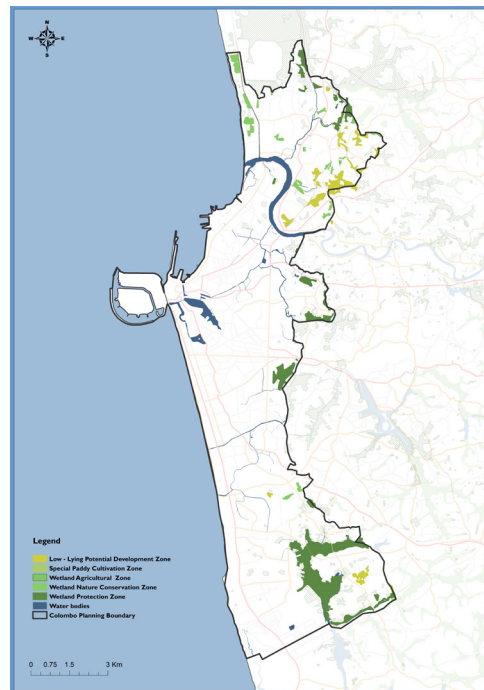 N
W E
S
Legend
Low - Lying Potential Development Zone
Special Paddy Cultivation Zone
Wetland Agricultural Zone
Wetland Nature Conservation Zone
Wetland Protection Zone
Water bodies
Colombo Planning Boundary
0 0.75 1.5 3 Km